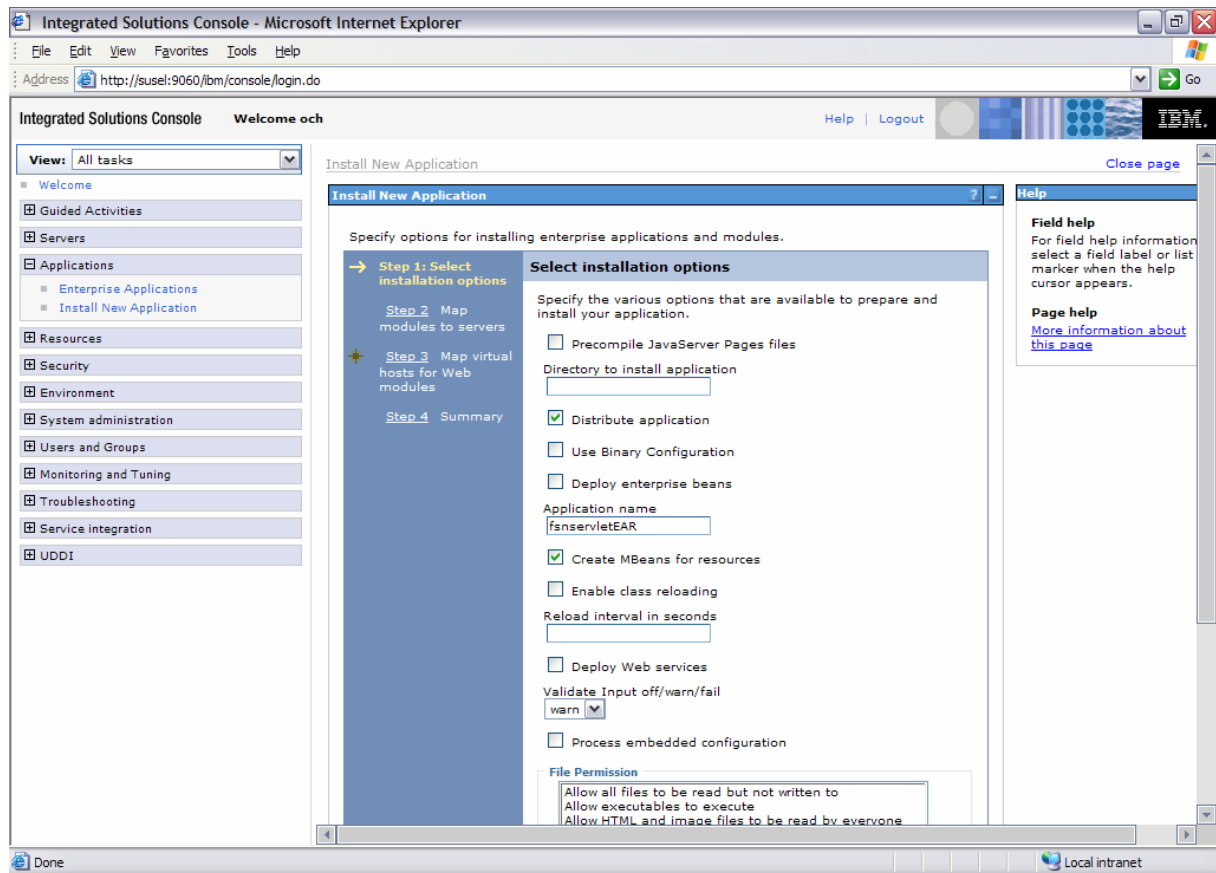 Integrated Solutions Console - Microsoft Internet Explorer
File Edit View Favorites Tools Help
Address http://susel:9060/ibm/console/login.do Go
Integrated Solutions Console Welcome och Help | Logout IBM.
View: All tasks
Welcome
Guided Activities
Servers
Applications
Enterprise Applications
Install New Application
Resources
Security
Environment
System administration
Users and Groups
Monitoring and Tuning
Troubleshooting
Service integration
UDDI
Install New Application Close page
Install New Application ?
Specify options for installing enterprise applications and modules.
Step 1: Select
installation options
Step 2 Map
modules to servers
Step 3 Map virtual
hosts for Web
modules
Step 4 Summary
Select installation options
Specify the various options that are available to prepare and
install your application.
Precompile JavaServer Pages files
Directory to install application
Distribute application
Use Binary Configuration
Deploy enterprise beans
Application name
fsnservletEAR
Create MBeans for resources
Enable class reloading
Reload interval in seconds
Deploy Web services
Validate Input off/warn/fail
warn
Process embedded configuration
File Permission
Allow all files to be read but not written to
Allow executables to execute
Allow HTML and image files to be read by everyone
Help
Field help
For field help information
select a field label or list
marker when the help
cursor appears.
Page help
More information about
this page
Done Local intranet